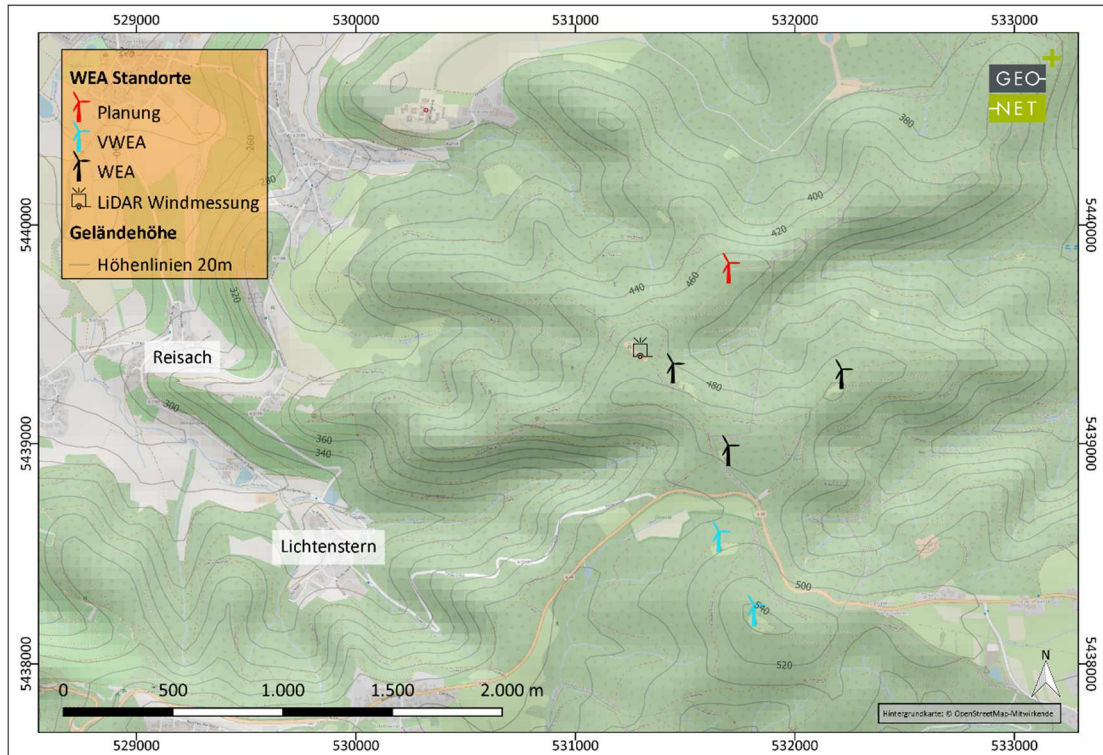 529000 530000 531000 532000 533000
WEA Standorte
Planung
VWEA
WEA
LiDAR Windmessung
Geländehöhe
Höhenlinien 20m
GEO
NET
260
280
320
380
400
420
440
460
480
5440000 5440000
Reisach
300
360
340
5439000 5439000
Lichtenstern
500
540
520
5438000 5438000
N
0 500 1.000 1.500 2.000 m
Hintergrundkarte: © OpenStreetMap-Mitwirkende
529000 530000 531000 532000 533000